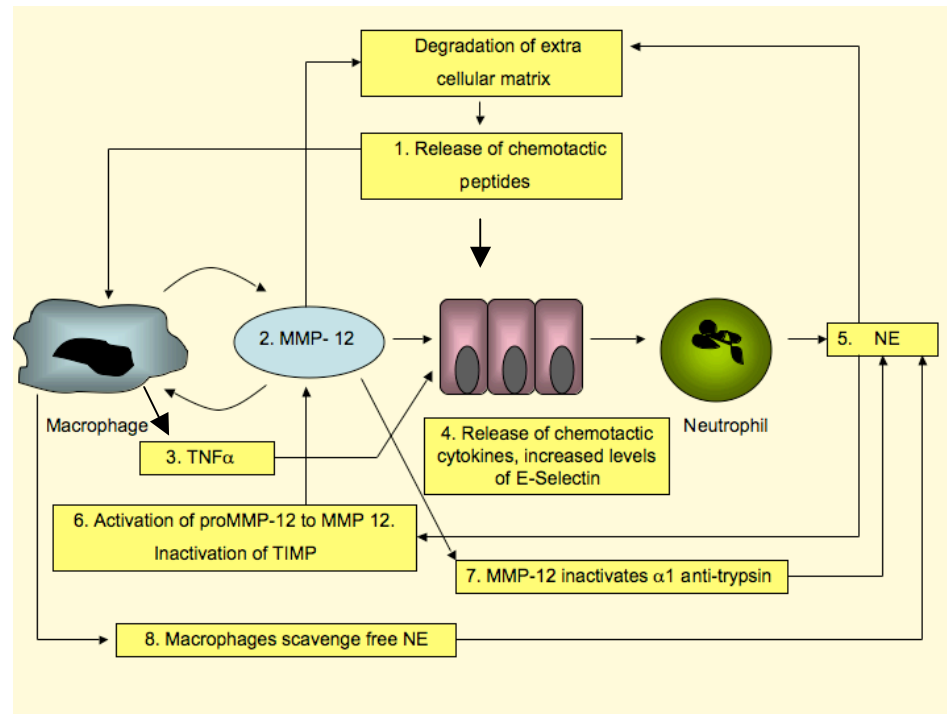 Degradation of extra
cellular matrix
1. Release of chemotactic
peptides
2. MMP- 12
5. NE
Macrophage
Neutrophil
3. TNFα
4. Release of chemotactic
cytokines, increased levels
of E-Selectin
6. Activation of proMMP-12 to MMP 12.
Inactivation of TIMP
7. MMP-12 inactivates α1 anti-trypsin
8. Macrophages scavenge free NE